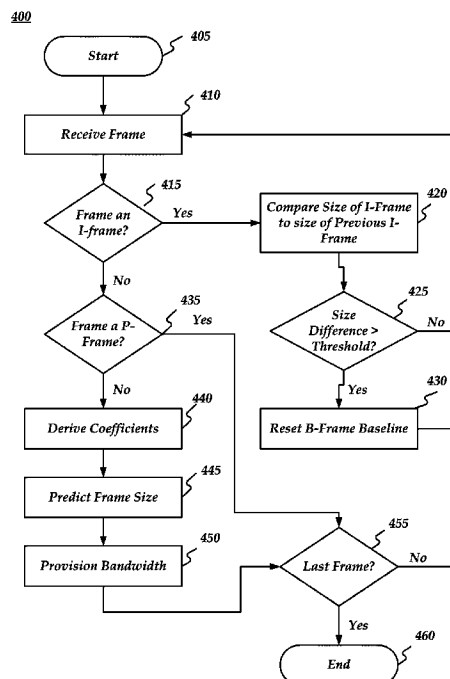 400
Start
405
410
Receive Frame
415
Frame an
I-frame?
Yes
420
Compare Size of I-Frame
to size of Previous I-
Frame
No
425
Size
Difference >
Threshold?
No
435
Frame a P-
Frame?
Yes
Yes
430
Reset B-Frame Baseline
No
440
Derive Coefficients
445
Predict Frame Size
450
Provision Bandwidth
455
Last Frame?
No
Yes
460
End